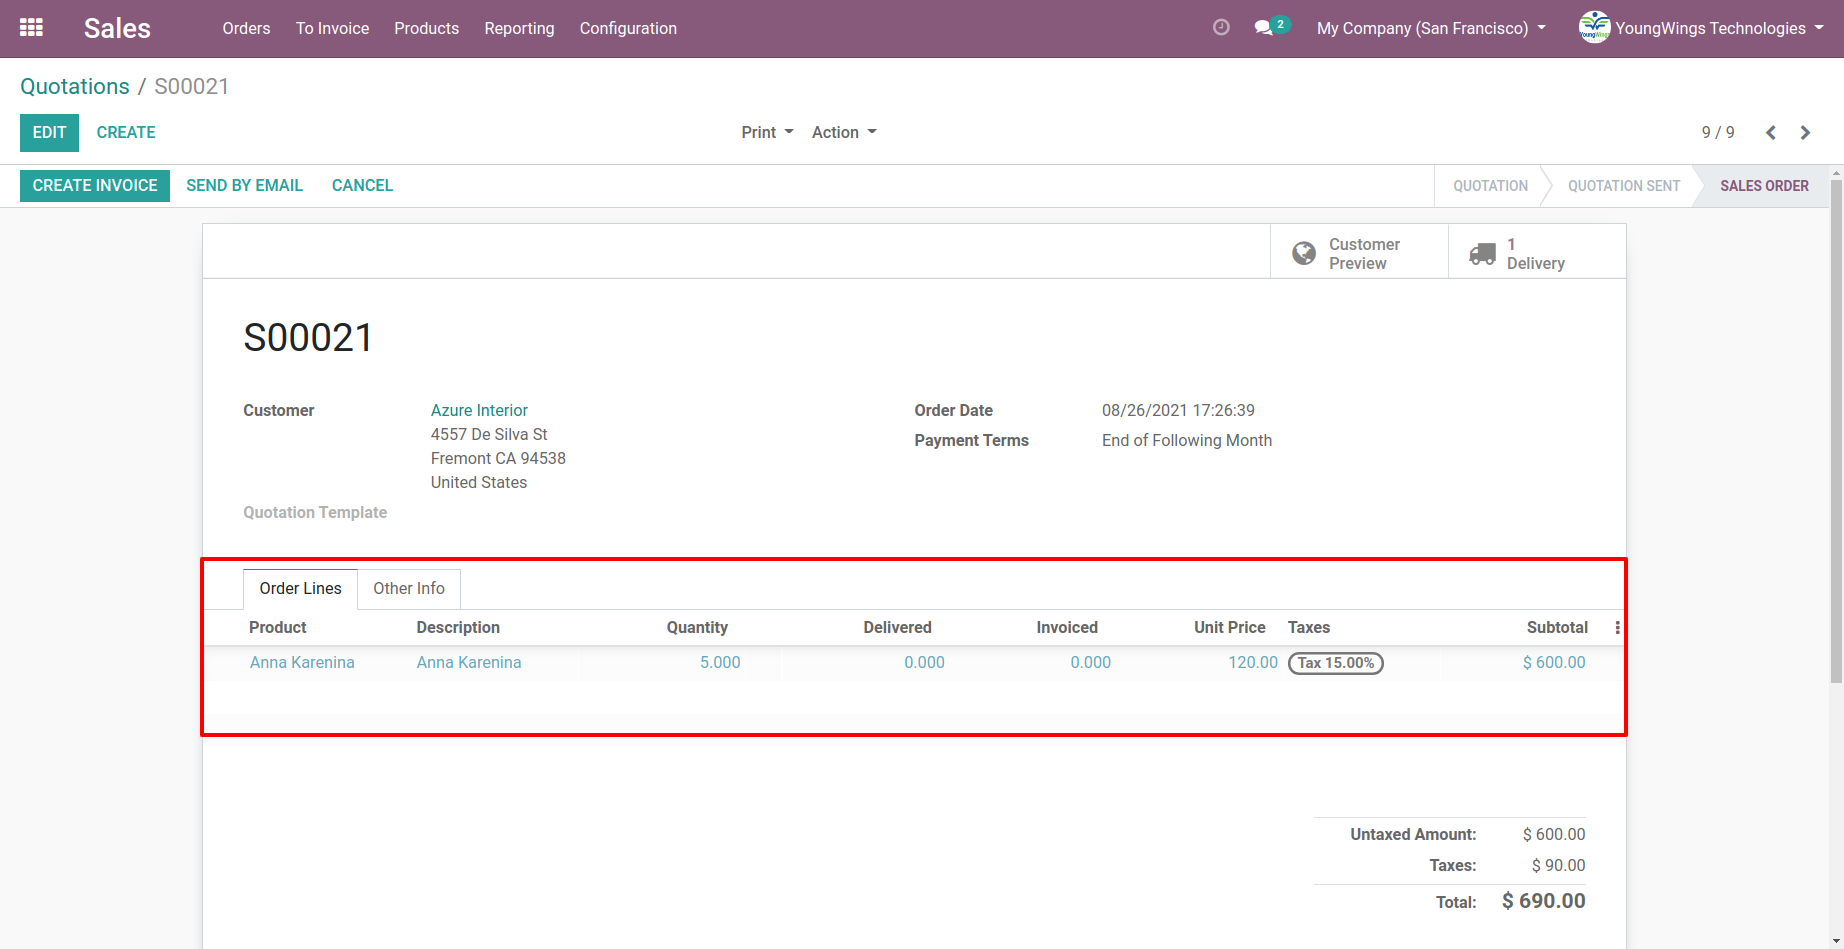 Sales Orders To Invoice Products Reporting Configuration 2 My Company (San Francisco) YoungWings YoungWings Technologies
Quotations / S00021
EDIT CREATE Print Action 9 / 9
CREATE INVOICE SEND BY EMAIL CANCEL QUOTATION QUOTATION SENT SALES ORDER
Customer Preview
1 Delivery
S00021
Customer Azure Interior
4557 De Silva St
Fremont CA 94538
United States
Order Date 08/26/2021 17:26:39
Payment Terms End of Following Month
Quotation Template
Order Lines Other Info
Product Description Quantity Delivered Invoiced Unit Price Taxes Subtotal
Anna Karenina Anna Karenina 5.000 0.000 0.000 120.00 Tax 15.00% $ 600.00
Untaxed Amount: $ 600.00
Taxes: $ 90.00
Total: $ 690.00